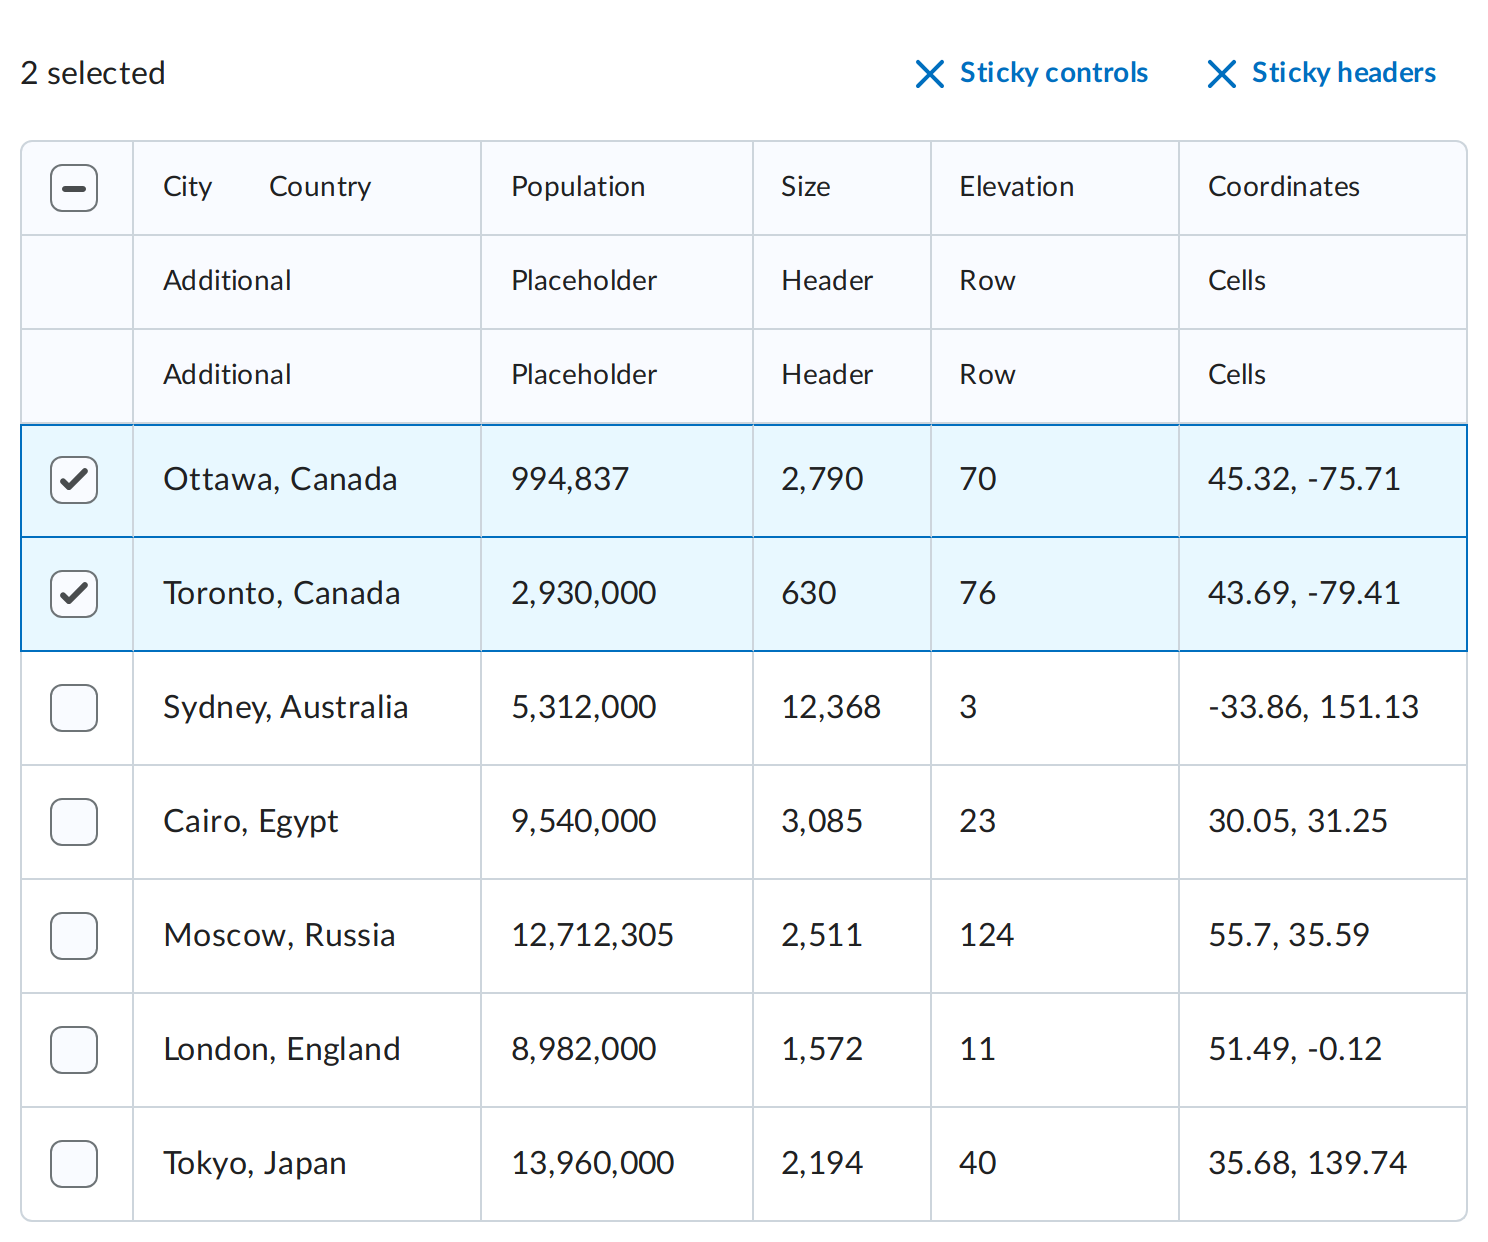 2 selected Sticky controls Sticky headers
City Country Population Size Elevation Coordinates
Additional Placeholder Header Row Cells
Additional Placeholder Header Row Cells
Ottawa, Canada 994,837 2,790 70 45.32, -75.71
Toronto, Canada 2,930,000 630 76 43.69, -79.41
Sydney, Australia 5,312,000 12,368 3 -33.86, 151.13
Cairo, Egypt 9,540,000 3,085 23 30.05, 31.25
Moscow, Russia 12,712,305 2,511 124 55.7, 35.59
London, England 8,982,000 1,572 11 51.49, -0.12
Tokyo, Japan 13,960,000 2,194 40 35.68, 139.74